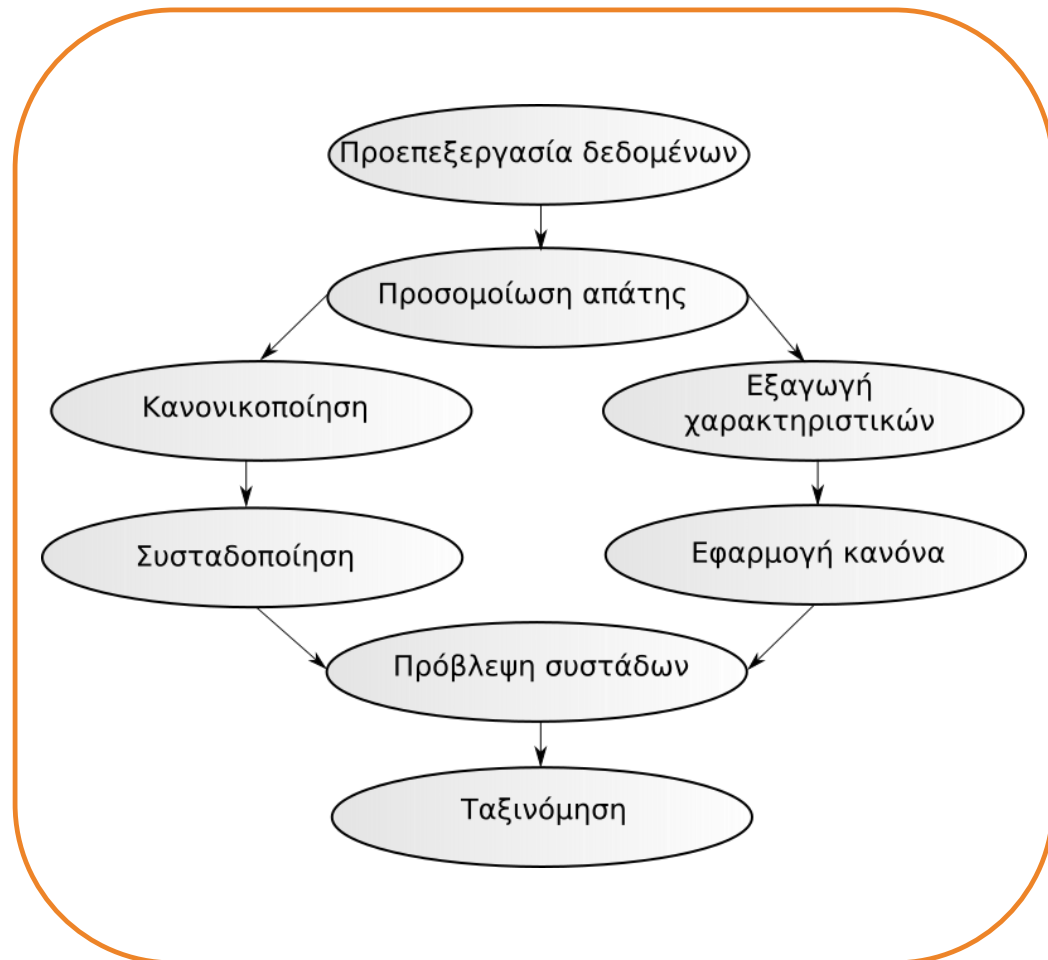 Προεπεξεργασία δεδομένων
Προσομοίωση απάτης
Κανονικοποίηση
Εξαγωγή
χαρακτηριστικών
Συσταδοποίηση
Εφαρμογή κανόνα
Πρόβλεψη συστάδων
Ταξινόμηση